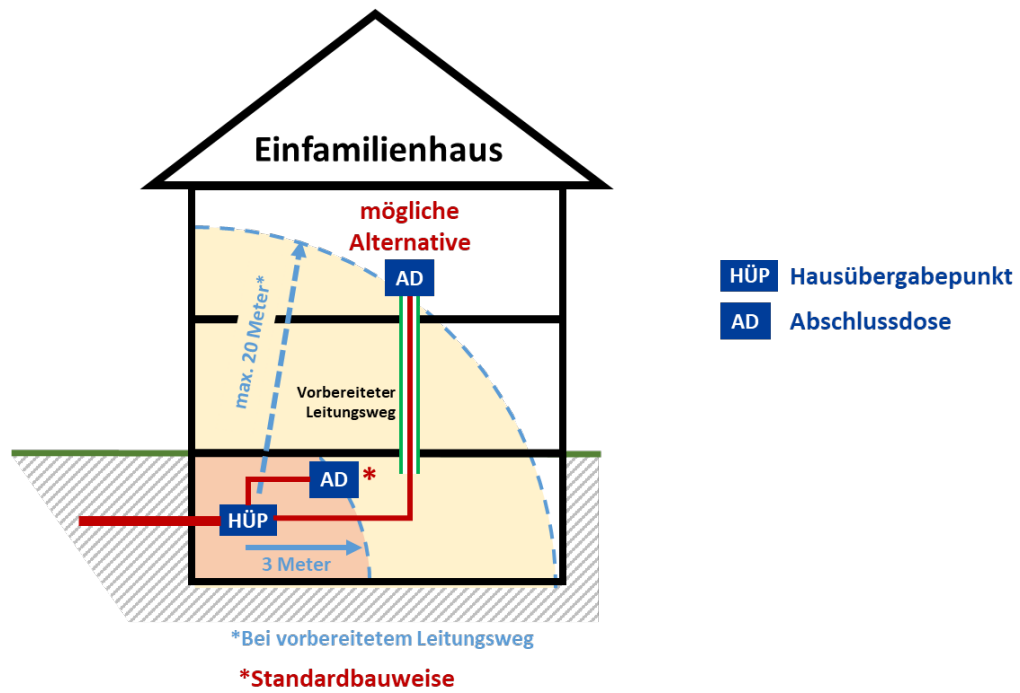 Einfamilienhaus
mögliche
Alternative
AD
max. 20 Meter*
Vorbereiteter
Leitungsweg
AD *
HÜP
3 Meter
*Bei vorbereitetem Leitungsweg
*Standardbauweise
HÜP Hausübergabepunkt
AD Abschlussdose